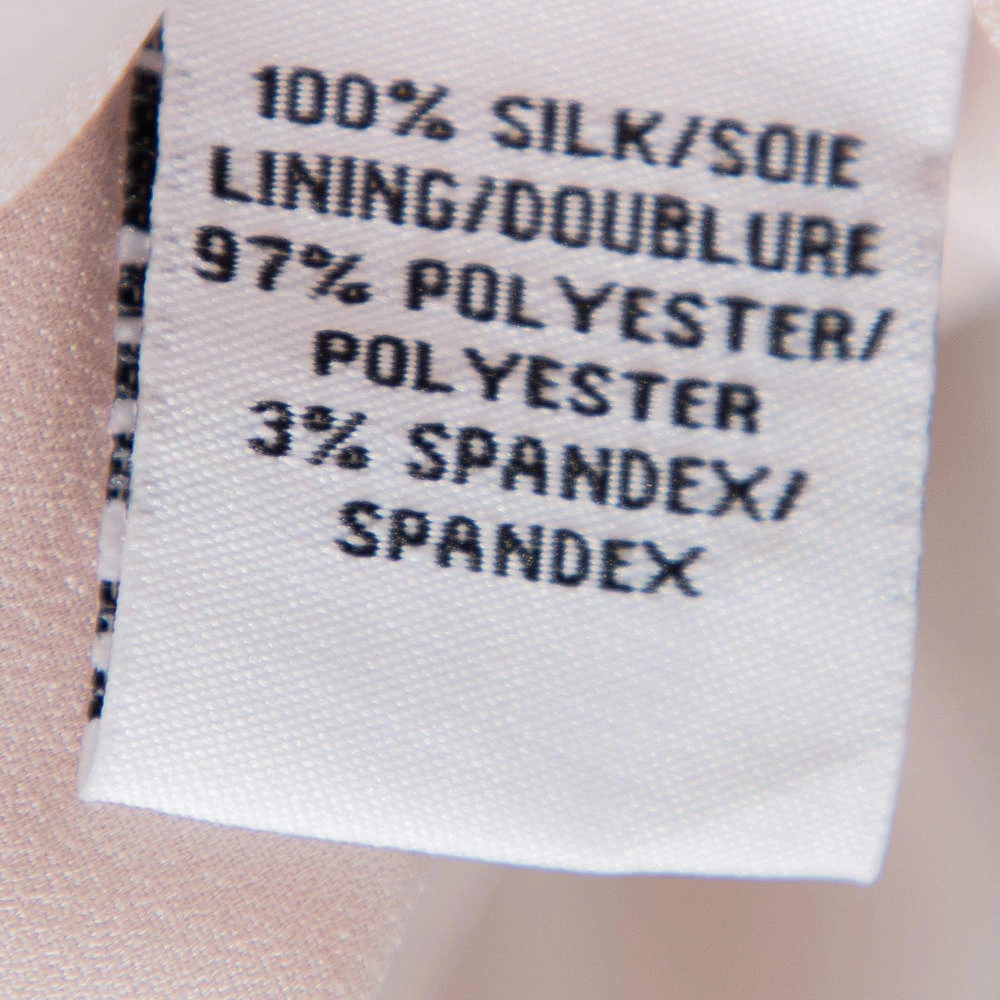 100% SILK/SOIE
LINING/DOUBLURE
97% POLYESTER/
POLYESTER
3% SPANDEX/
SPANDEX